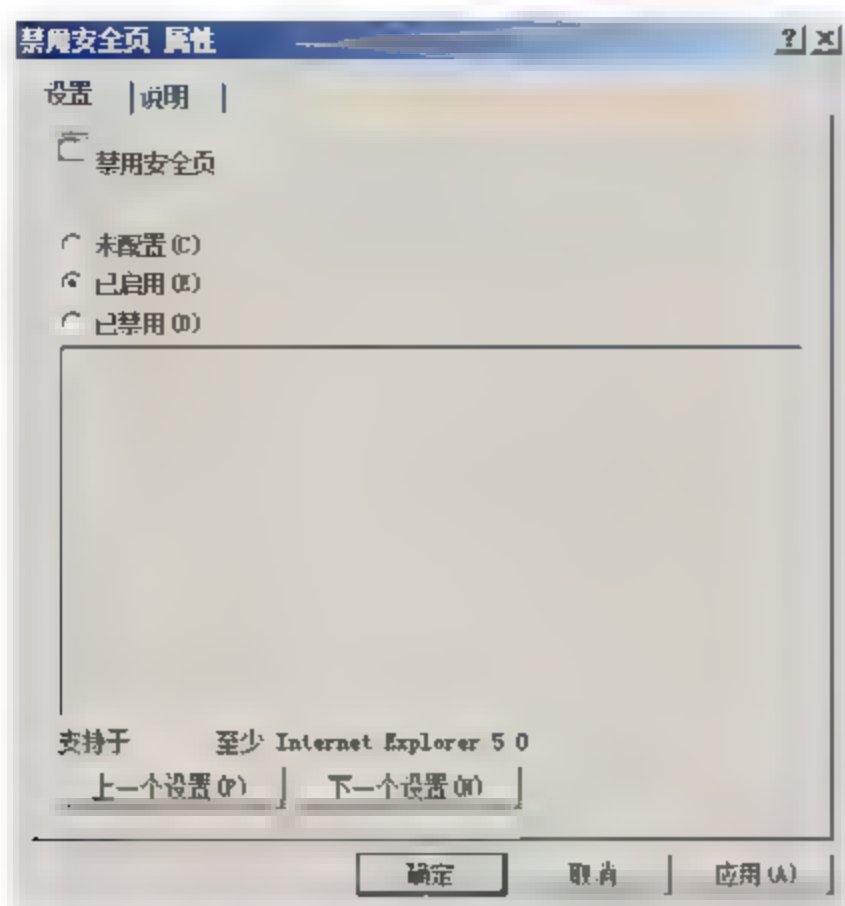 禁用安全页 属性
设置 说明
禁用安全页
未配置(C)
已启用(E)
已禁用(D)
支持于 至少 Internet Explorer 5 0
上一个设置(P) 下一个设置(N)
确定 取消 应用(A)